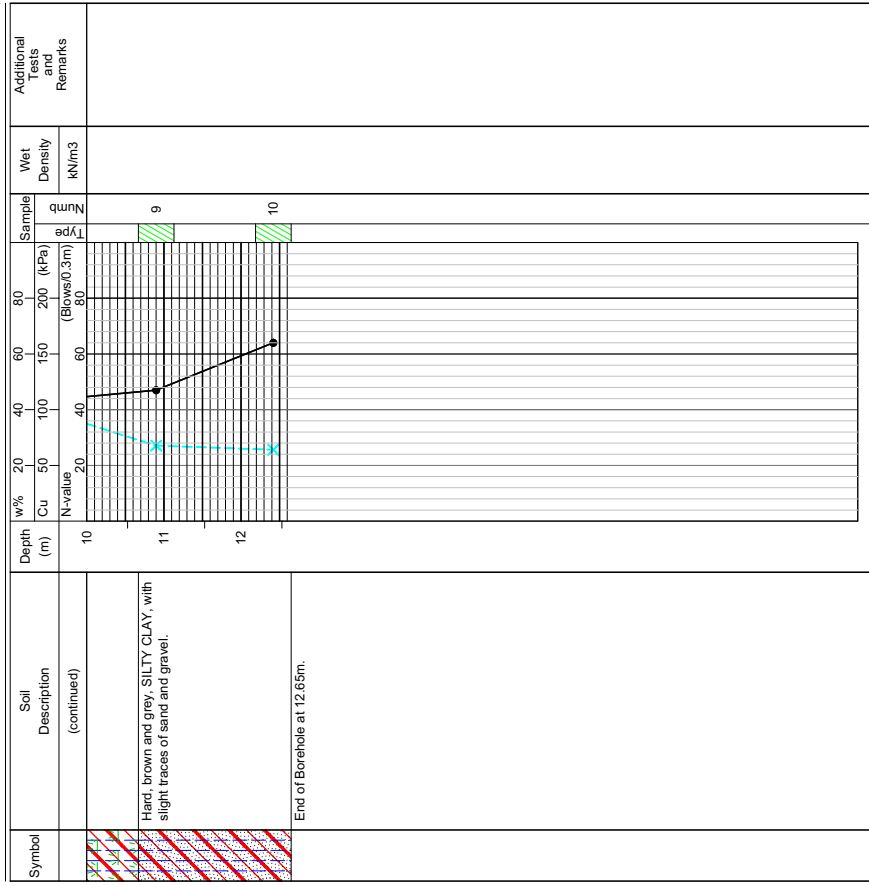 Symbol
Soil
Description
(continued)
Depth
(m)
w% 20 40 60 80
Cu 50 100 150 200 (kPa)
N-value 20 40 60 80 (Blows/0.3m)
Sample
Type
Numb
Wet
Density
kN/m3
Additional
Tests
and
Remarks
10
Hard, brown and grey, SILTY CLAY, with
slight traces of sand and gravel.
11
9
12
10
End of Borehole at 12.65m.